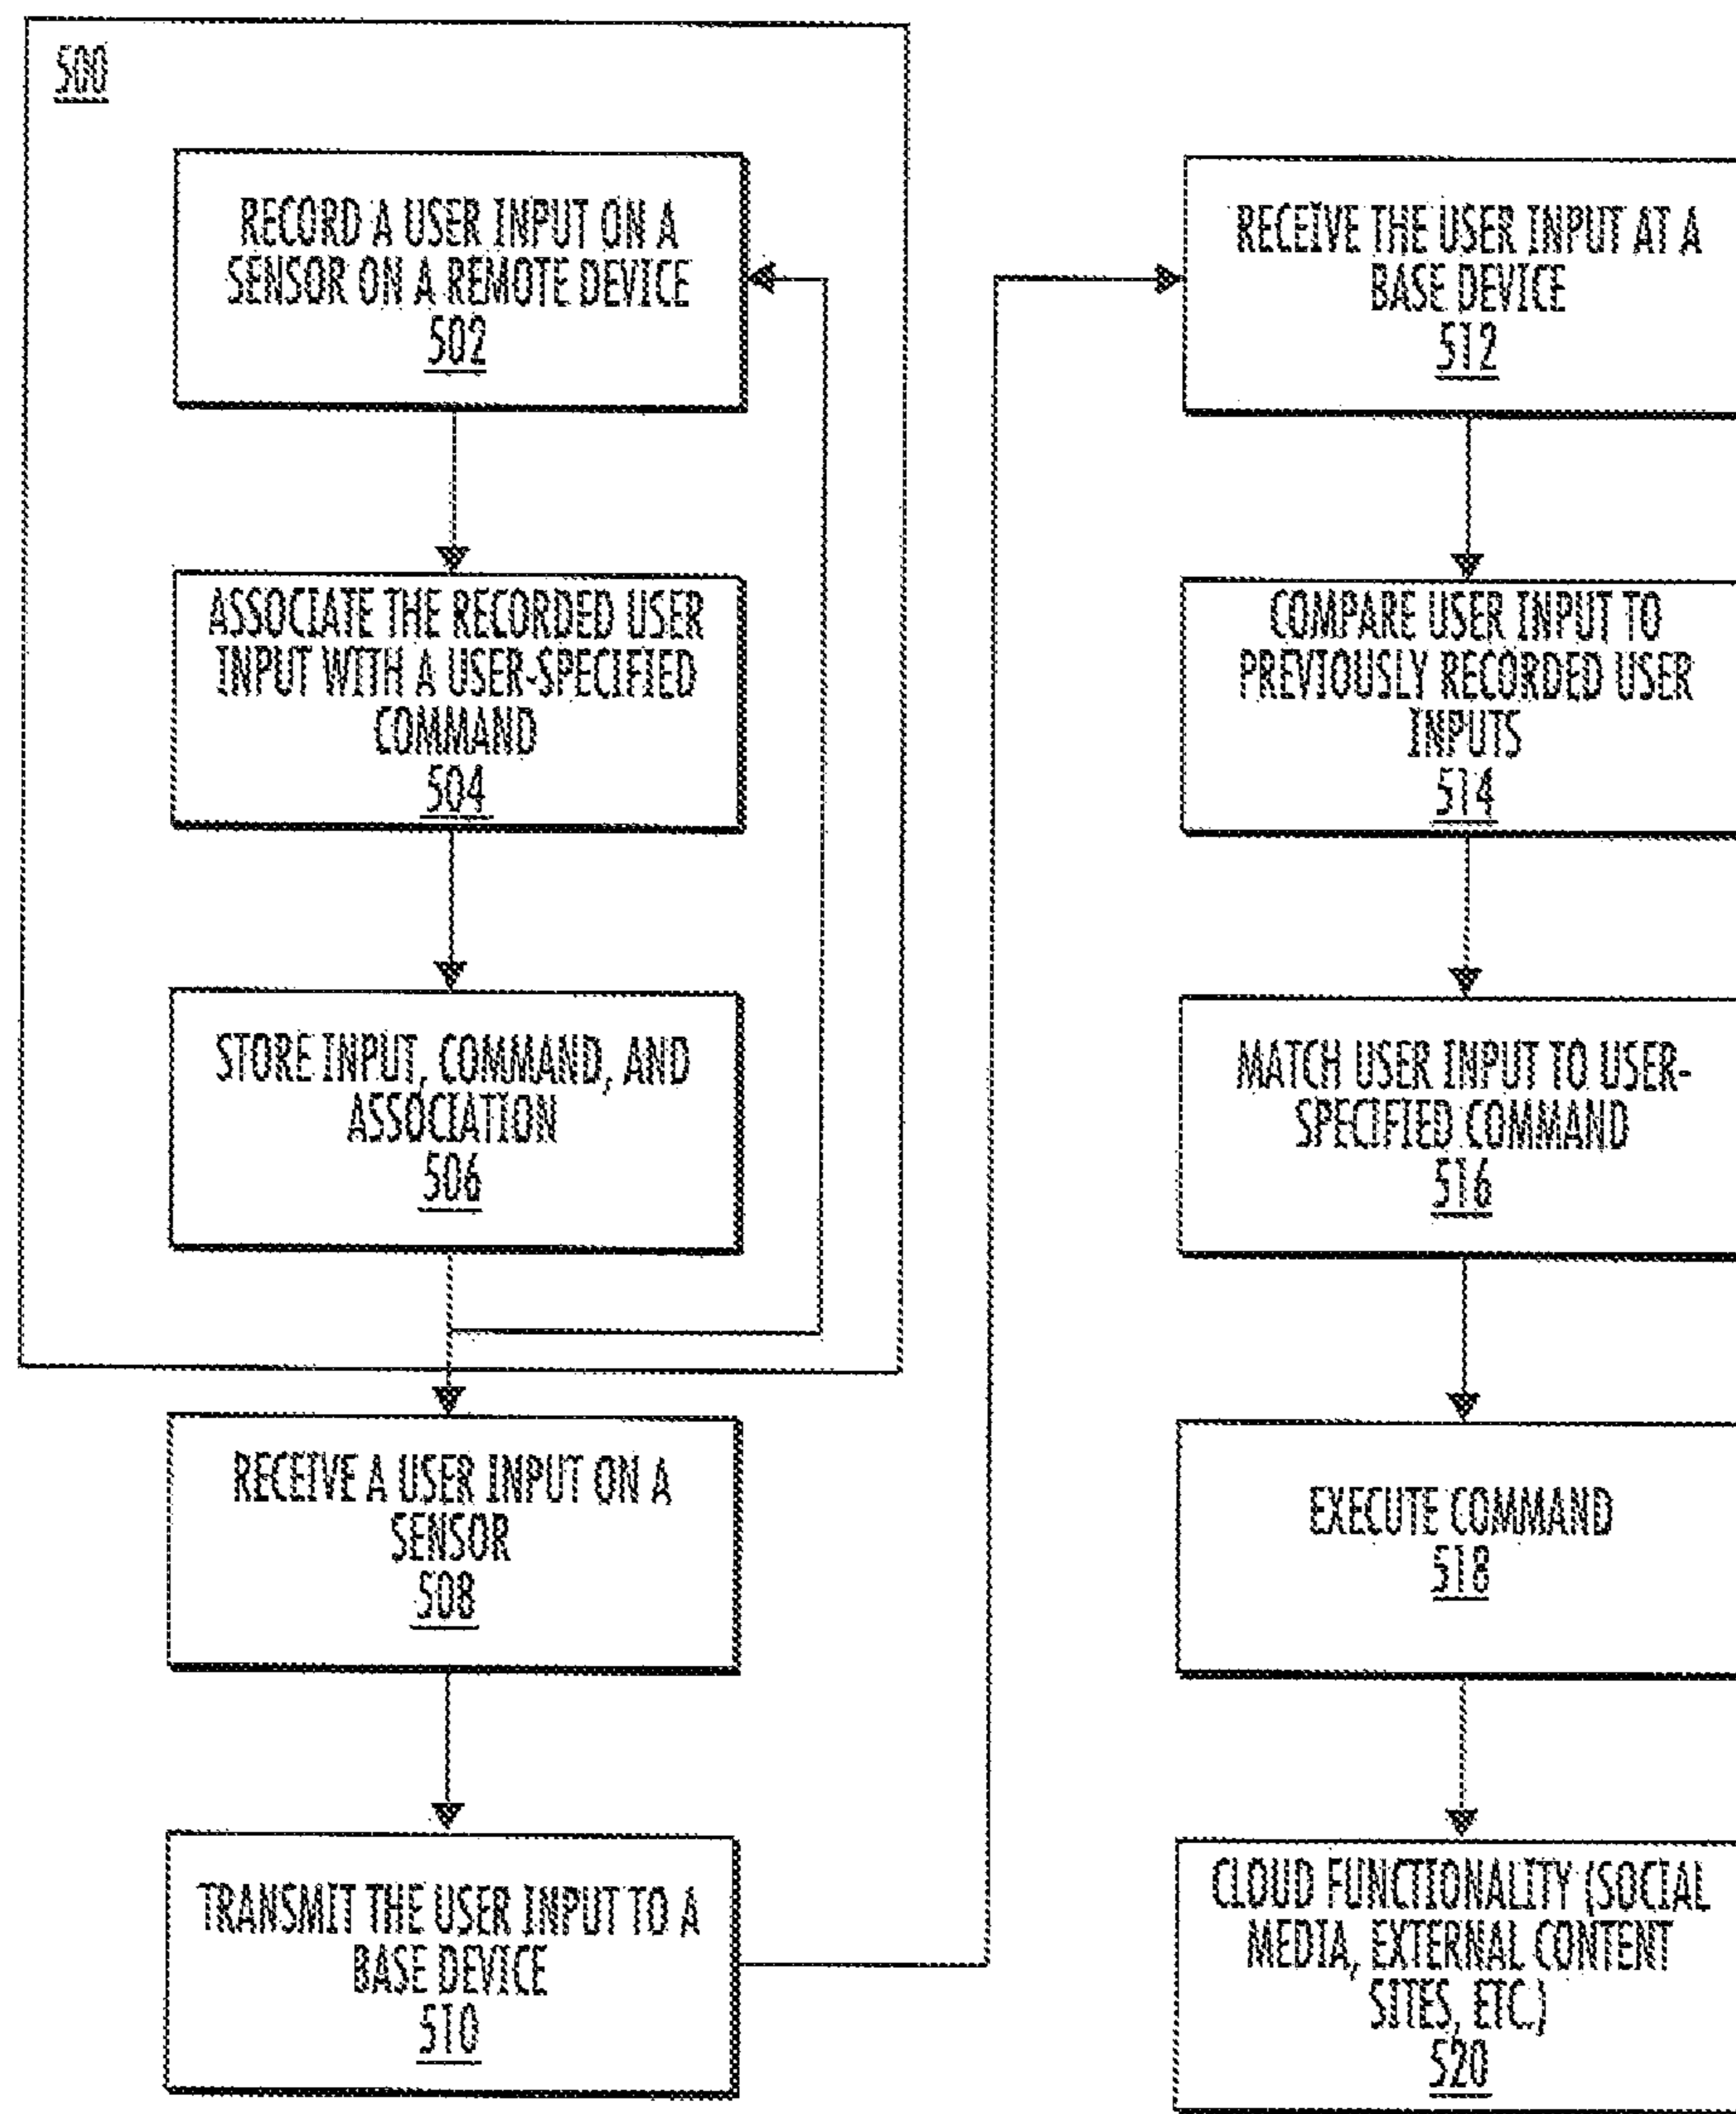 500
RECORD A USER INPUT ON A
SENSOR ON A REMOTE DEVICE
502
ASSOCIATE THE RECORDED USER
INPUT WITH A USER-SPECIFIED
COMMAND
504
STORE INPUT, COMMAND, AND
ASSOCIATION
506
RECEIVE A USER INPUT ON A
SENSOR
508
TRANSMIT THE USER INPUT TO A
BASE DEVICE
510
RECEIVE THE USER INPUT AT A
BASE DEVICE
512
COMPARE USER INPUT TO
PREVIOUSLY RECORDED USER
INPUTS
514
MATCH USER INPUT TO USER-
SPECIFIED COMMAND
516
EXECUTE COMMAND
518
CLOUD FUNCTIONALITY (SOCIAL
MEDIA, EXTERNAL CONTENT
SITES, ETC.)
520